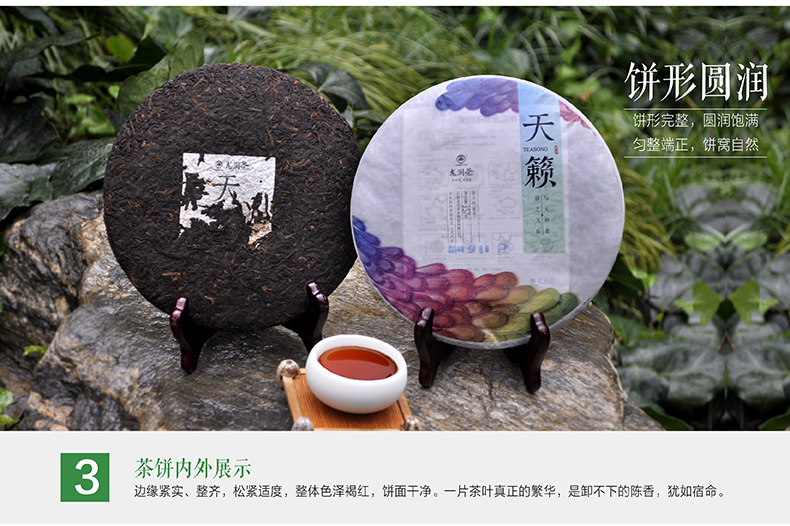 饼形圆润
饼形完整，圆润饱满
匀整端正，饼窝自然
天籁
TEASONG
龙润茶
天
3
茶饼内外展示
边缘紧实、整齐，松紧适度，整体色泽褐红，饼面干净。一片茶叶真正的繁华，是卸不下的陈香，犹如宿命。